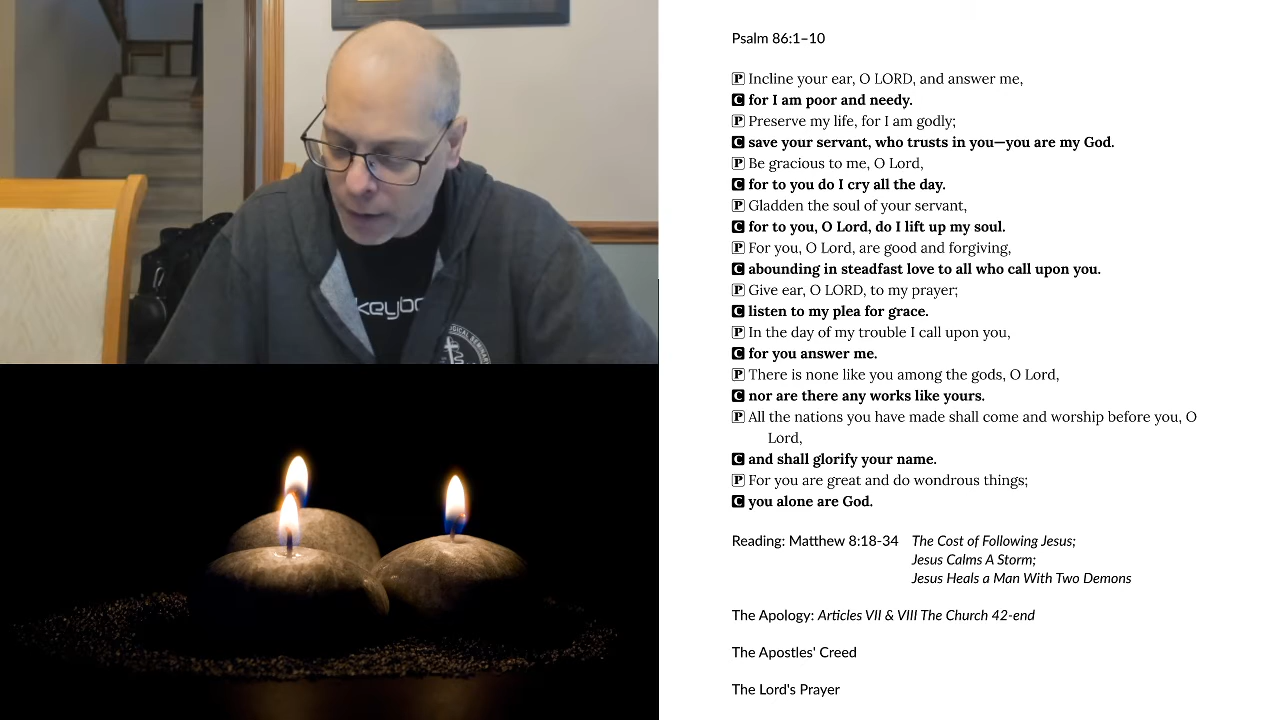 keybo
GICAL SEMINAR
Psalm 86:1–10
P Incline your ear, O LORD, and answer me,
C for I am poor and needy.
P Preserve my life, for I am godly;
C save your servant, who trusts in you—you are my God.
P Be gracious to me, O Lord,
C for to you do I cry all the day.
P Gladden the soul of your servant,
C for to you, O Lord, do I lift up my soul.
P For you, O Lord, are good and forgiving,
C abounding in steadfast love to all who call upon you.
P Give ear, O LORD, to my prayer;
C listen to my plea for grace.
P In the day of my trouble I call upon you,
C for you answer me.
P There is none like you among the gods, O Lord,
C nor are there any works like yours.
P All the nations you have made shall come and worship before you, O
Lord,
C and shall glorify your name.
P For you are great and do wondrous things;
C you alone are God.
Reading: Matthew 8:18-34 The Cost of Following Jesus;
Jesus Calms A Storm;
Jesus Heals a Man With Two Demons
The Apology: Articles VII & VIII The Church 42-end
The Apostles' Creed
The Lord's Prayer